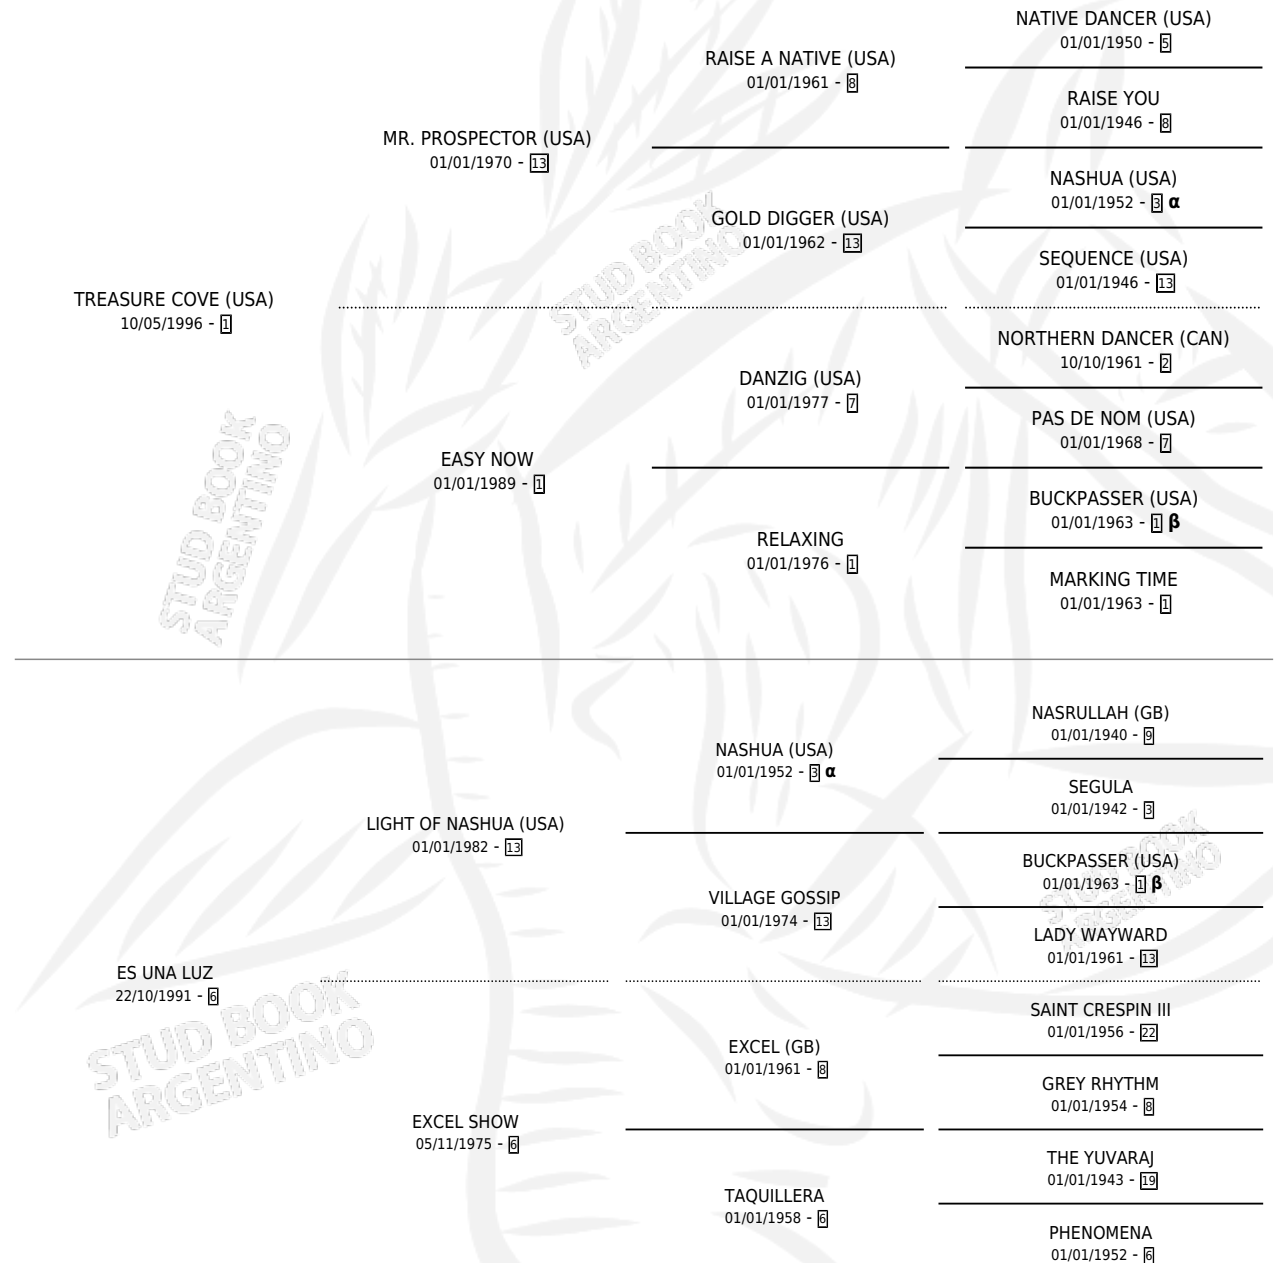 NATIVE DANCER (USA)
01/01/1950 - 5
RAISE A NATIVE (USA)
01/01/1961 - 8
RAISE YOU
01/01/1946 - 8
MR. PROSPECTOR (USA)
01/01/1970 - 13
NASHUA (USA)
01/01/1952 - 3 α
GOLD DIGGER (USA)
01/01/1962 - 13
SEQUENCE (USA)
01/01/1946 - 13
TREASURE COVE (USA)
10/05/1996 - 1
NORTHERN DANCER (CAN)
10/10/1961 - 2
DANZIG (USA)
01/01/1977 - 7
PAS DE NOM (USA)
01/01/1968 - 7
EASY NOW
01/01/1989 - 1
BUCKPASSER (USA)
01/01/1963 - 1 β
RELAXING
01/01/1976 - 1
MARKING TIME
01/01/1963 - 1
STUD BOOK
ARGENTINO
STUD BOOK
ARGENTINO
NASRULLAH (GB)
01/01/1940 - 9
NASHUA (USA)
01/01/1952 - 3 α
SEGULA
01/01/1942 - 3
LIGHT OF NASHUA (USA)
01/01/1982 - 13
BUCKPASSER (USA)
01/01/1963 - 1 β
VILLAGE GOSSIP
01/01/1974 - 13
LADY WAYWARD
01/01/1961 - 13
ES UNA LUZ
22/10/1991 - 6
SAINT CRESPIN III
01/01/1956 - 22
EXCEL (GB)
01/01/1961 - 8
GREY RHYTHM
01/01/1954 - 8
EXCEL SHOW
05/11/1975 - 6
THE YUVARAJ
01/01/1943 - 19
TAQUILLERA
01/01/1958 - 6
PHENOMENA
01/01/1952 - 6
STUD BOOK
ARGENTINO
STUD BOOK
ARGENTINO